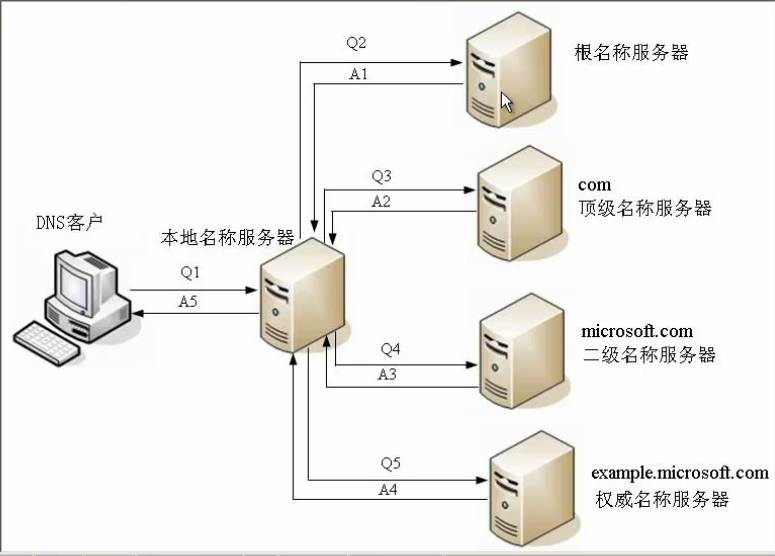 Q2
A1
根名称服务器
Q3
A2
com
顶级名称服务器
DNS客户
本地名称服务器
Q1
A5
microsoft.com
二级名称服务器
Q4
A3
Q5
A4
example.microsoft.com
权威名称服务器